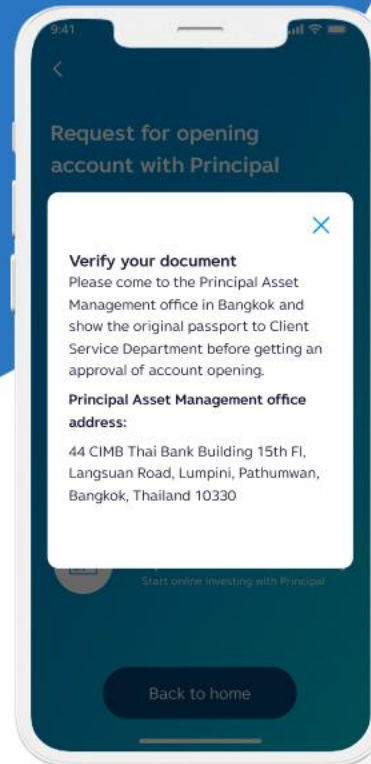 9:41
Request for opening
account with Principal
Verify your document
Please come to the Principal Asset
Management office in Bangkok and
show the original passport to Client
Service Department before getting an
approval of account opening.
Principal Asset Management office
address:
44 CIMB Thai Bank Building 15th Fl,
Langsuan Road, Lumpini, Pathumwan,
Bangkok, Thailand 10330
Start online investing with Principal
Back to home